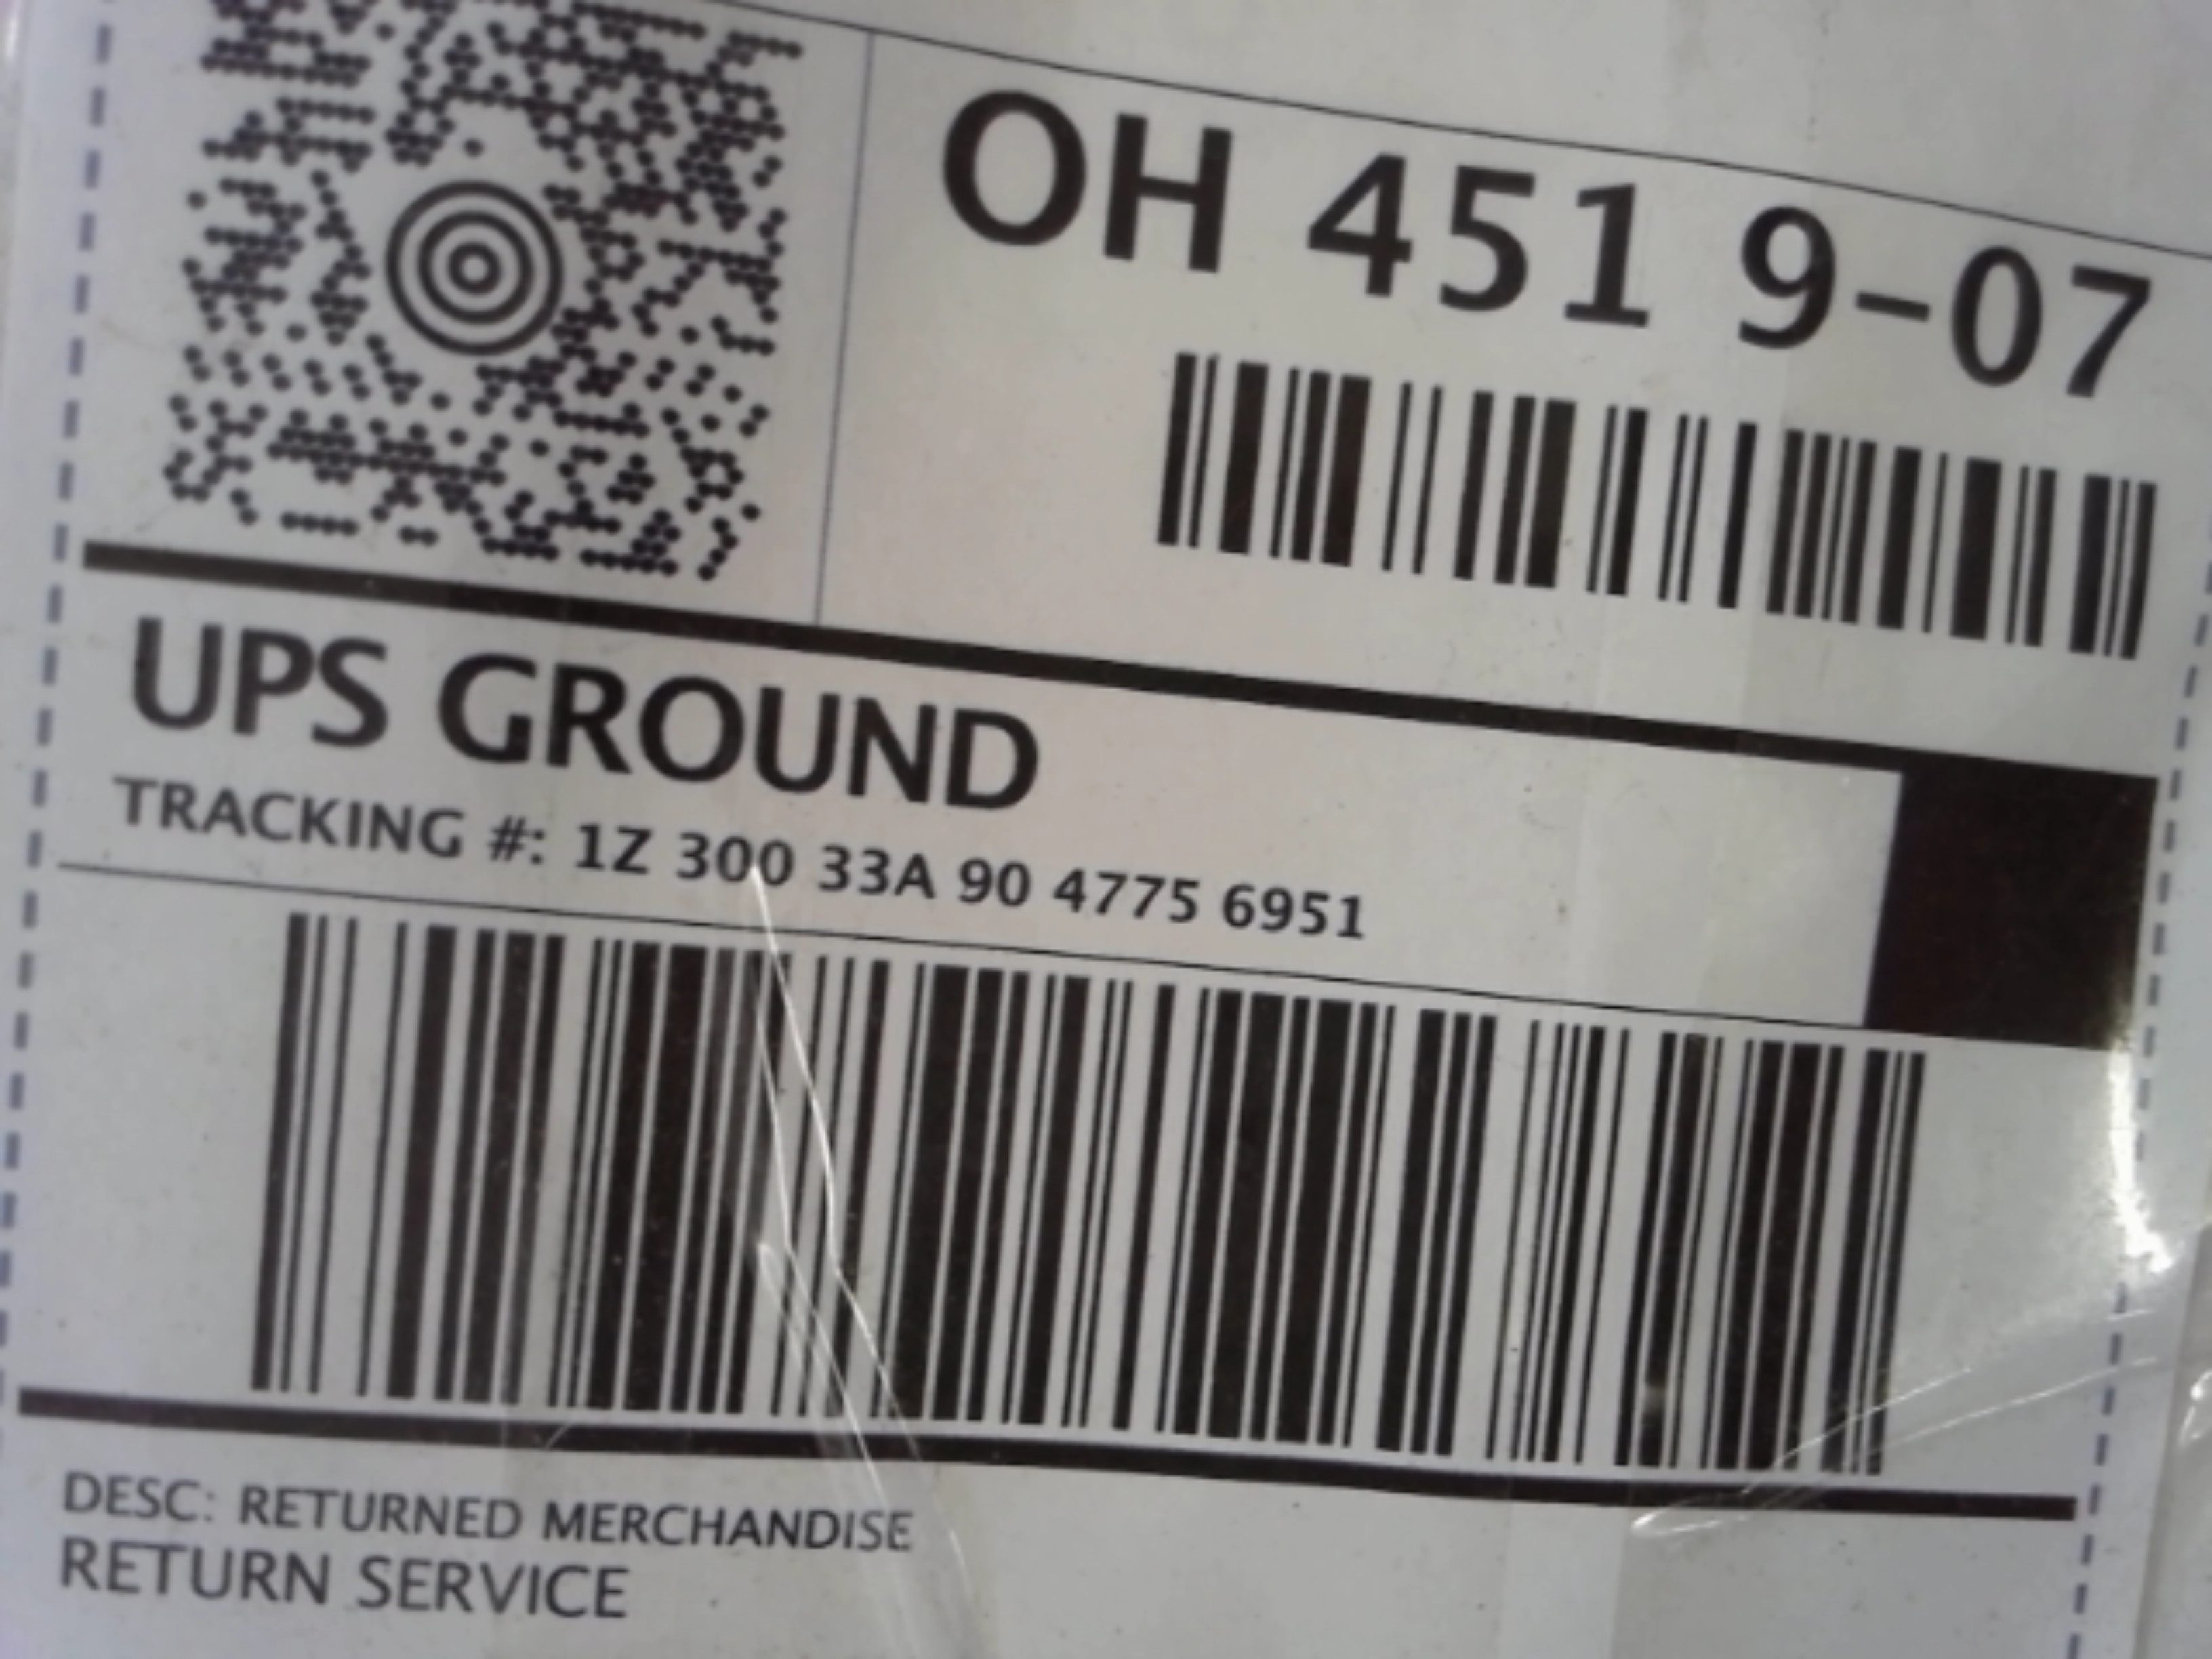 OH 451 9-07
UPS GROUND
TRACKING #: 1Z 300 33A 90 4775 6951
DESC: RETURNED MERCHANDISE
RETURN SERVICE